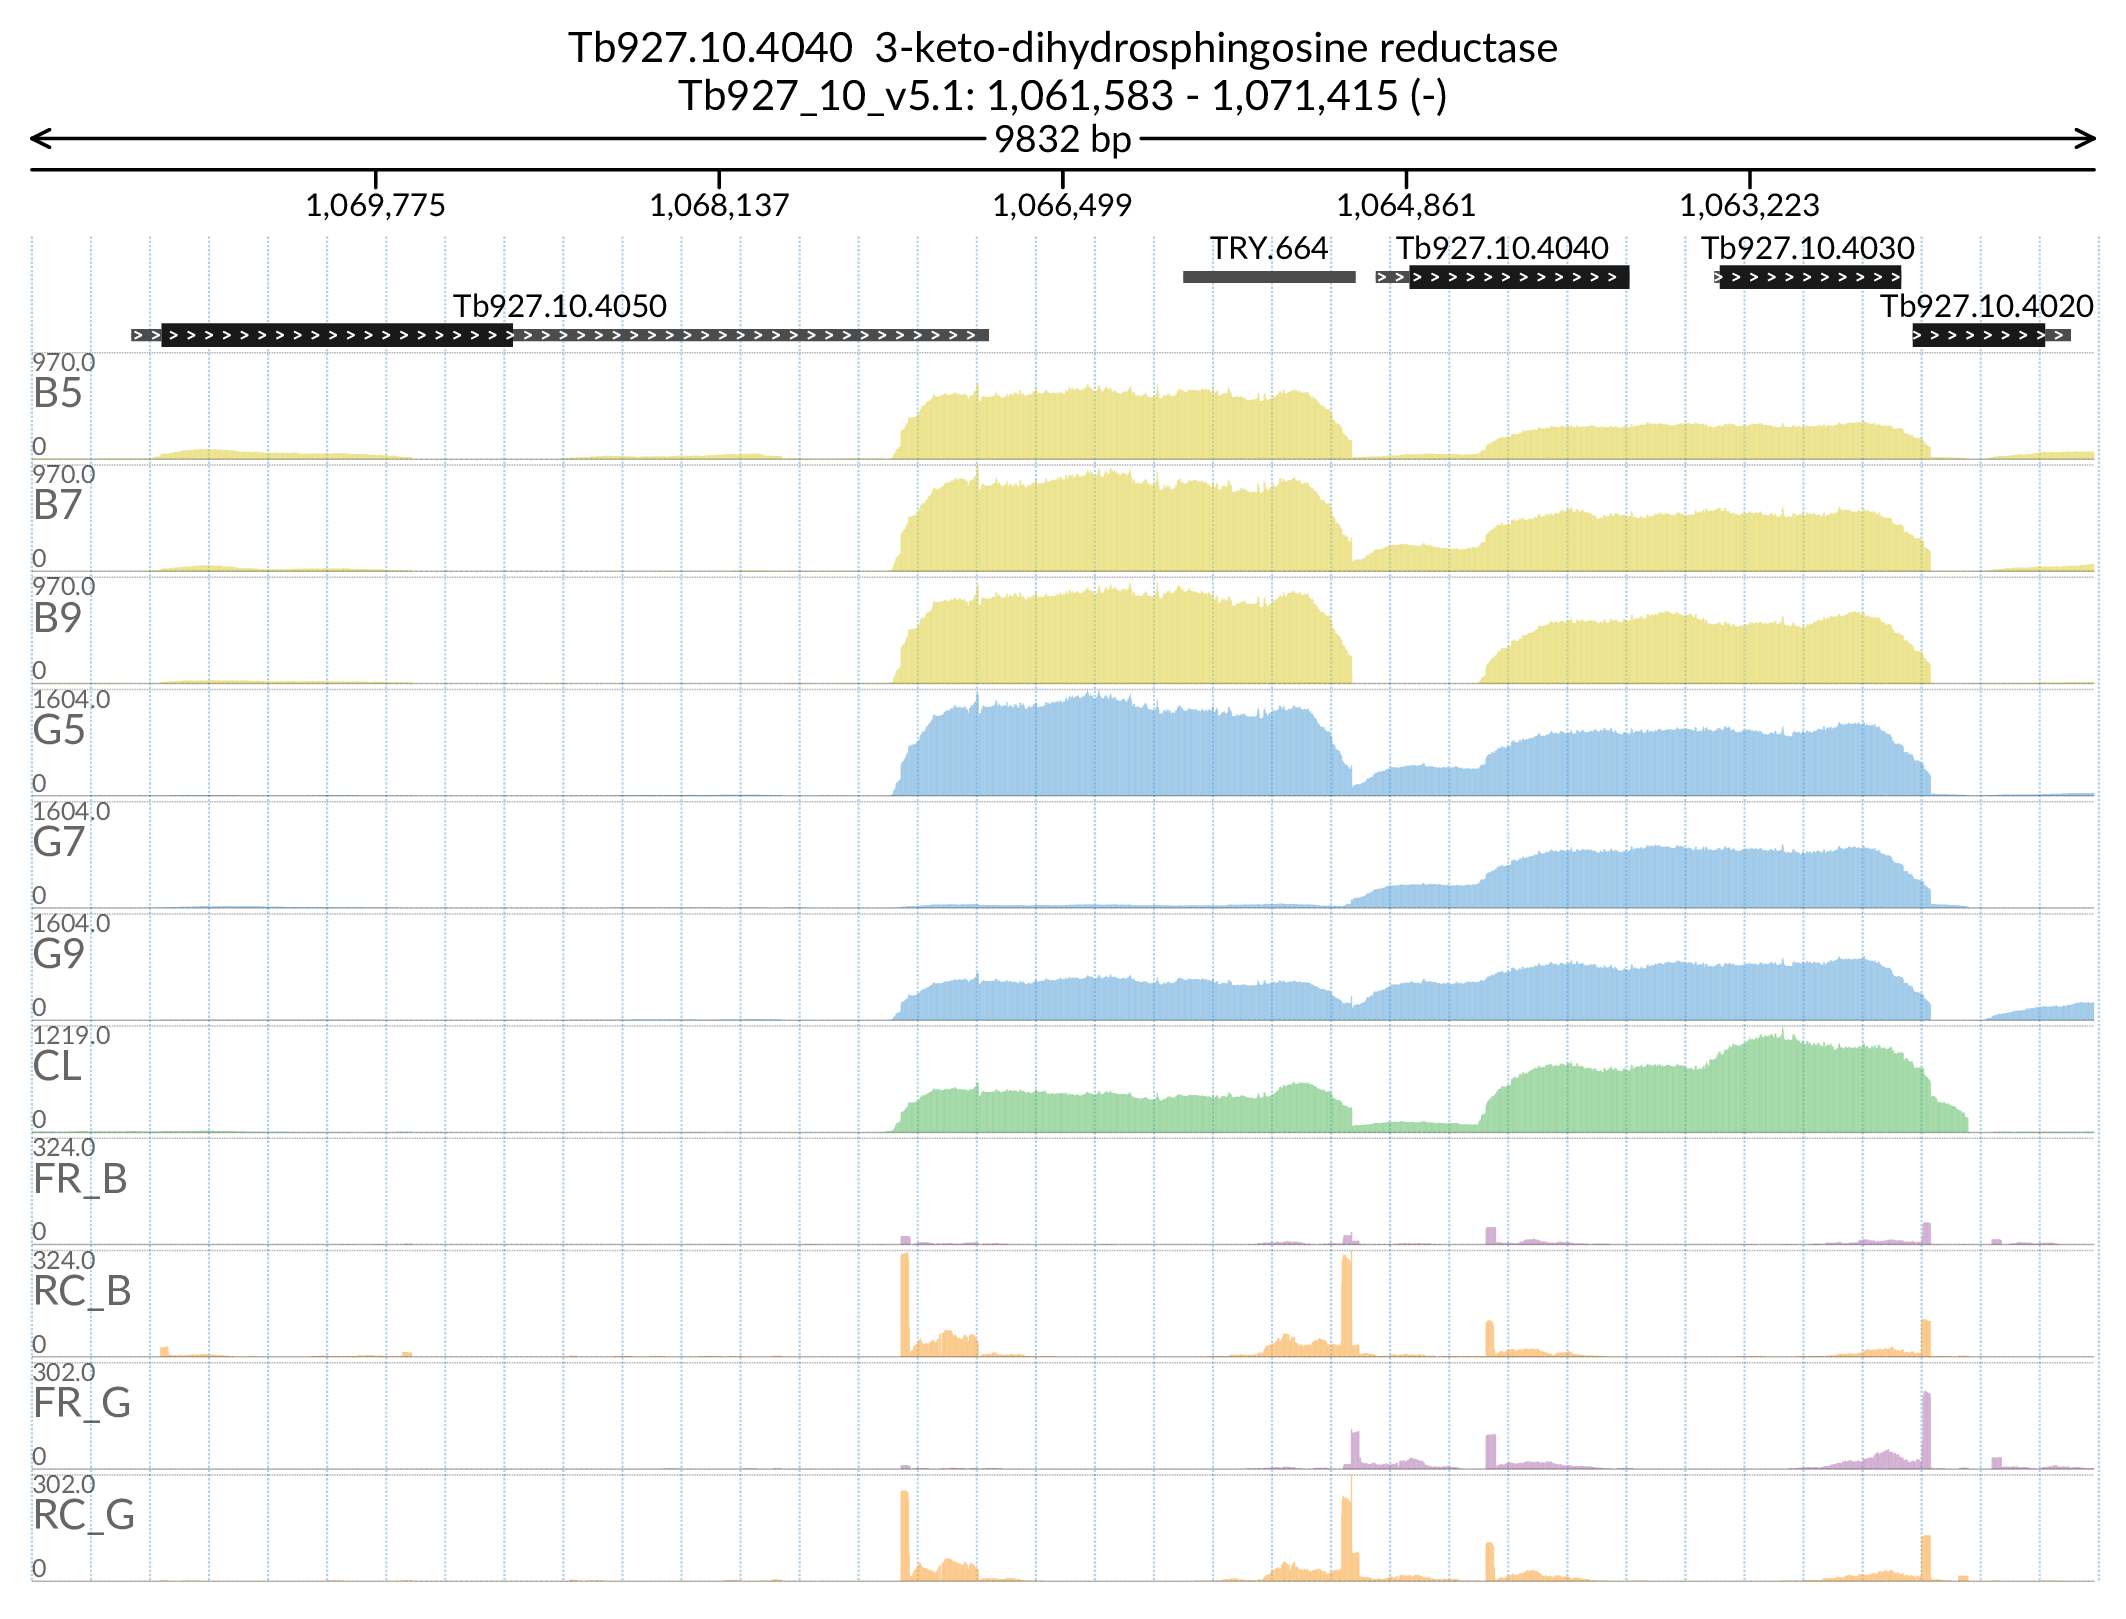 Tb927.10.4040  3-keto-dihydrosphingosine reductase
Tb927_10_v5.1: 1,061,583 - 1,071,415 (-)
9832 bp
1,069,775 1,068,137 1,066,499 1,064,861 1,063,223
TRY.664 Tb927.10.4040 Tb927.10.4030
Tb927.10.4050 Tb927.10.4020
970.0
B5
0
970.0
B7
0
970.0
B9
0
1604.0
G5
0
1604.0
G7
0
1604.0
G9
0
1219.0
CL
0
324.0
FR_B
0
324.0
RC_B
0
302.0
FR_G
0
302.0
RC_G
0